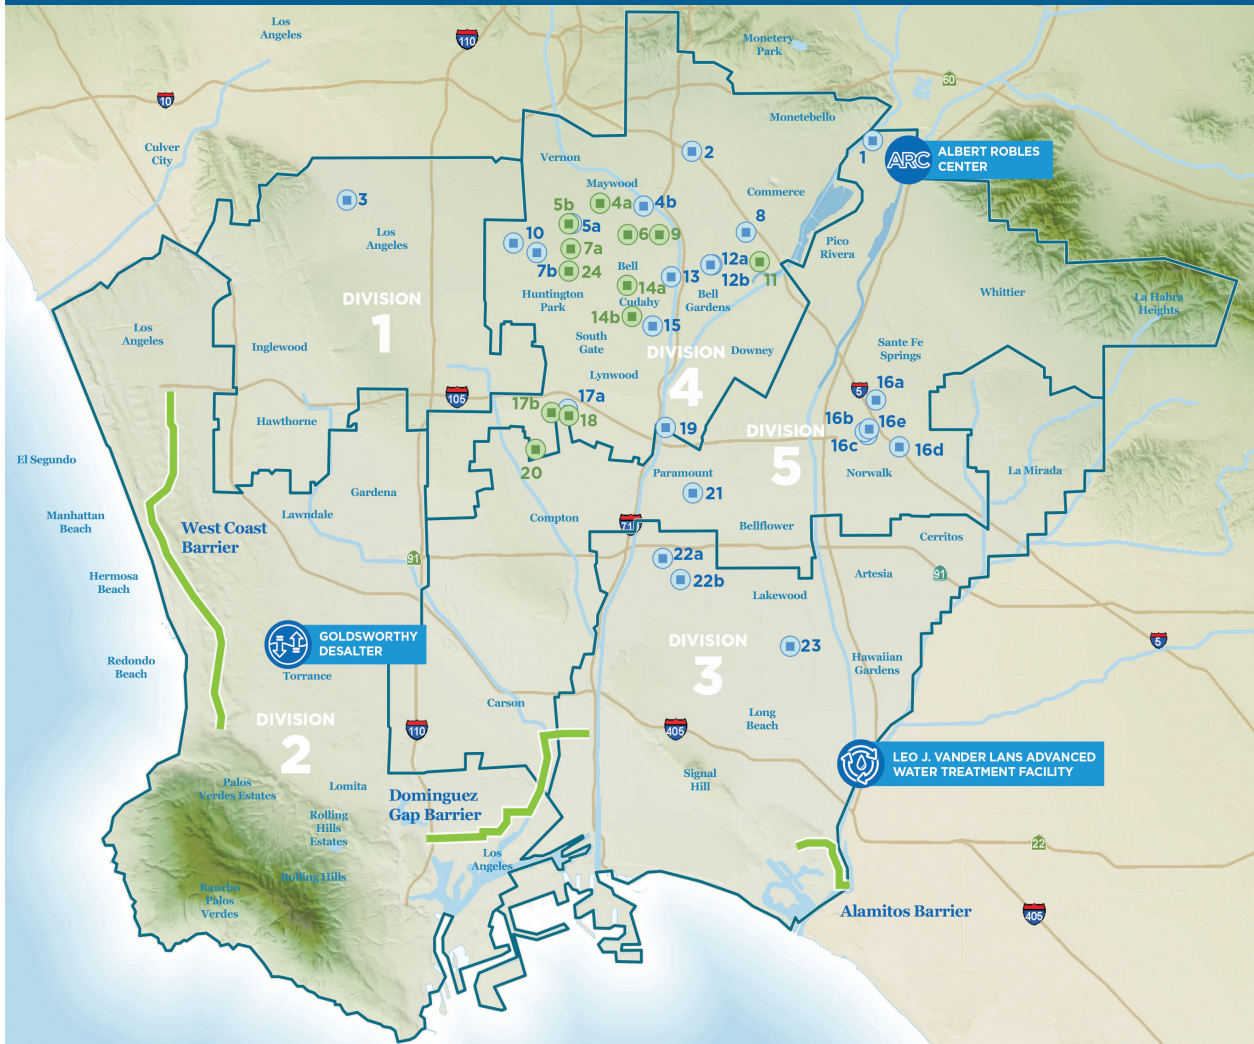 Los
Angeles
110
Montery
Park
60
10
Montebello
Culver
City
Vernon
2
1
ARC
ALBERT ROBLES
CENTER
Maywood
Commerce
3
5b
4a
4b
5a
8
Los
Angeles
10
6
9
7a
Pico
Rivera
7b
24
Bell
13
12a
12b
11
14a
Huntington
Park
Cudahy
Bell
Gardens
Whittier
La Habra
Heights
DIVISION
1
14b
15
Los
Angeles
Inglewood
South
Gate
DIVISION
4
Downey
Sante Fe
Springs
Lynwood
105
5
16a
17b
17a
18
Hawthorne
16b
16e
19
DIVISION
5
16c
16d
El Segundo
20
Paramount
Norwalk
La Mirada
Gardena
21
Manhattan
Beach
Lawndale
Compton
710
Bellflower
West Coast
Barrier
Cerritos
91
22a
Hermosa
Beach
22b
Artesia
91
Lakewood
GOLDSWORTHY
DESALTER
DIVISION
3
23
5
Redondo
Beach
Torrance
Hawaiian
Gardens
Carson
DIVISION
2
110
405
Long
Beach
LEO J. VANDER LANS ADVANCED
WATER TREATMENT FACILITY
Palos
Verdes Estates
Lomita
Dominguez
Gap Barrier
Signal
Hill
Rolling
Hills
Estates
22
Los
Angeles
Rolling Hills
Rancho
Palos
Verdes
Alamitos Barrier
405